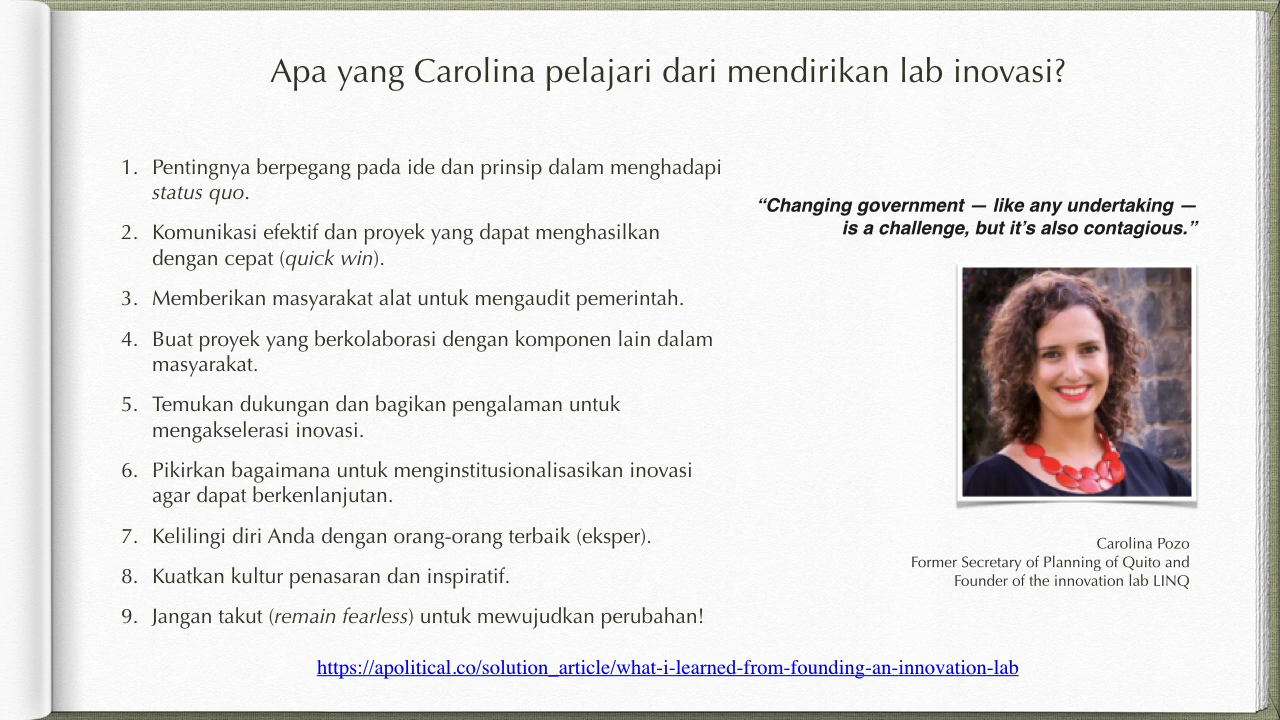 Apa yang Carolina pelajari dari mendirikan lab inovasi?
1. Pentingnya berpegang pada ide dan prinsip dalam menghadapi
status quo.
2. Komunikasi efektif dan proyek yang dapat menghasilkan
dengan cepat (quick win).
3. Memberikan masyarakat alat untuk mengaudit pemerintah.
4. Buat proyek yang berkolaborasi dengan komponen lain dalam
masyarakat.
5. Temukan dukungan dan bagikan pengalaman untuk
mengakselerasi inovasi.
6. Pikirkan bagaimana untuk menginstitusionalisasikan inovasi
agar dapat berkenlanjutan.
7. Kelilingi diri Anda dengan orang-orang terbaik (eksper).
8. Kuatkan kultur penasaran dan inspiratif.
9. Jangan takut (remain fearless) untuk mewujudkan perubahan!
“Changing government — like any undertaking —
is a challenge, but it’s also contagious.”
Carolina Pozo
Former Secretary of Planning of Quito and
Founder of the innovation lab LINQ
https://apolitical.co/solution_article/what-i-learned-from-founding-an-innovation-lab